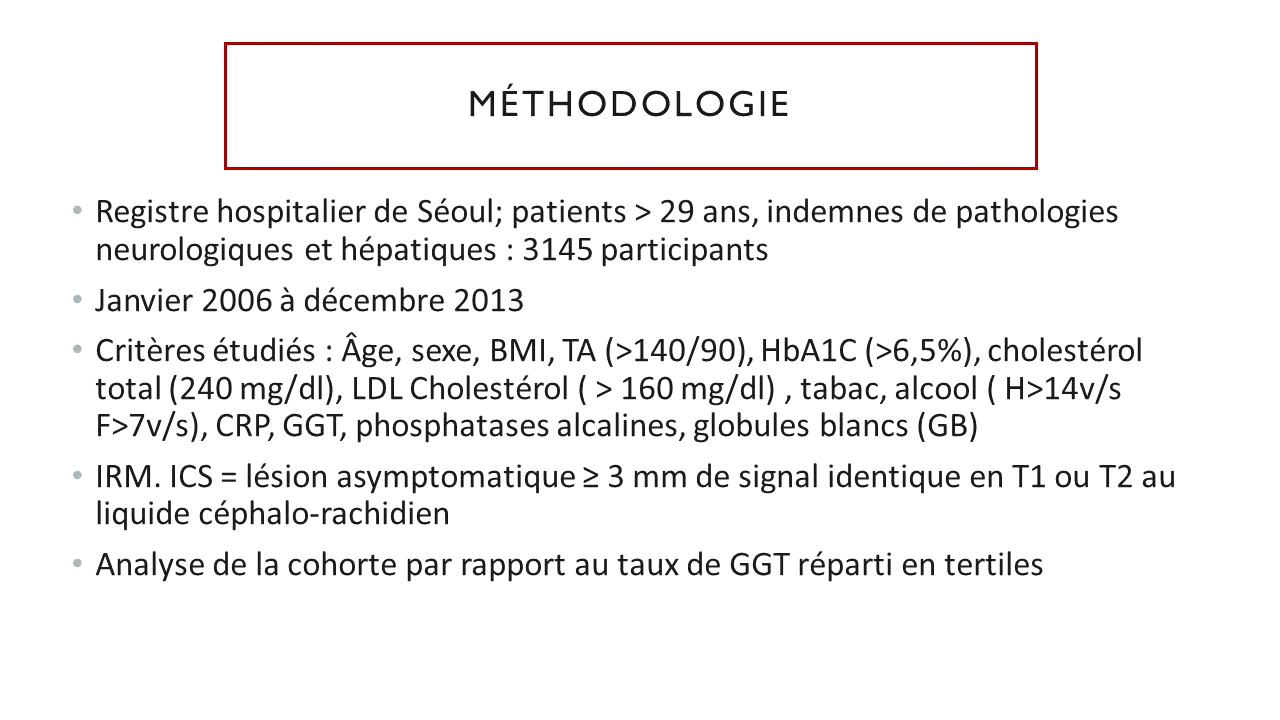 MÉTHODOLOGIE
• Registre hospitalier de Séoul; patients > 29 ans, indemnes de pathologies
neurologiques et hépatiques : 3145 participants
• Janvier 2006 à décembre 2013
• Critères étudiés : Âge, sexe, BMI, TA (>140/90), HbA1C (>6,5%), cholestérol
total (240 mg/dl), LDL Cholestérol ( > 160 mg/dl) , tabac, alcool ( H>14v/s
F>7v/s), CRP, GGT, phosphatases alcalines, globules blancs (GB)
• IRM. ICS = lésion asymptomatique ≥ 3 mm de signal identique en T1 ou T2 au
liquide céphalo-rachidien
• Analyse de la cohorte par rapport au taux de GGT réparti en tertiles